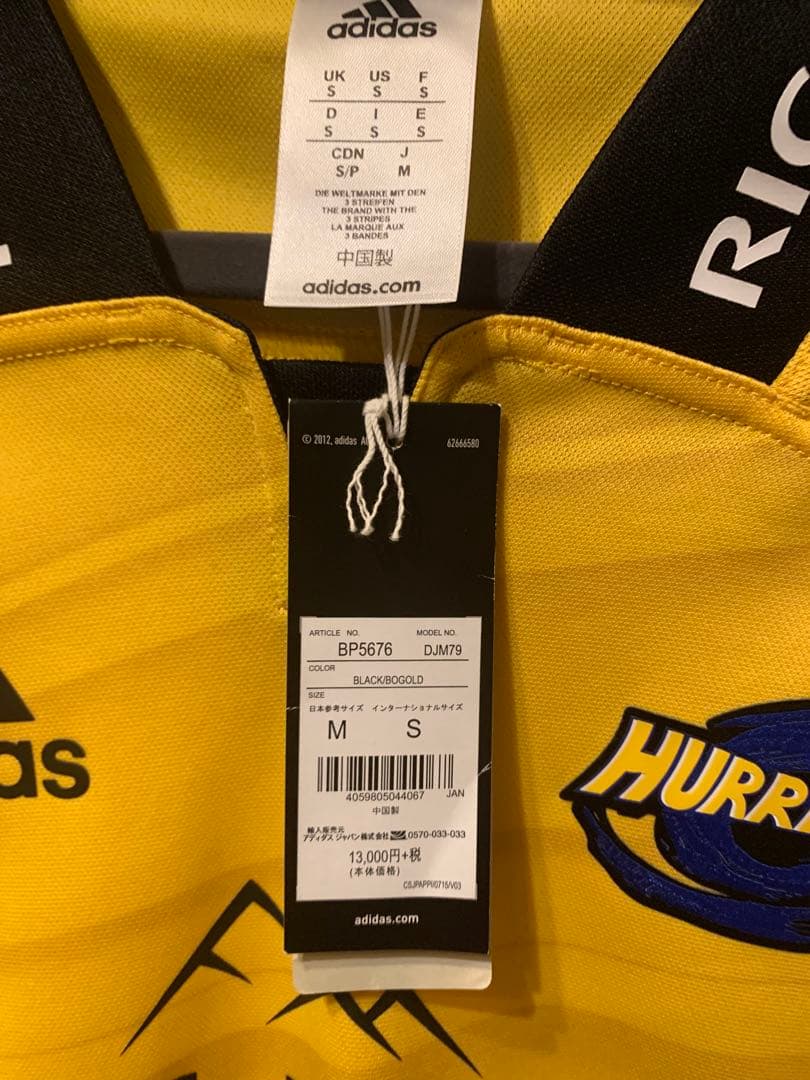 adidas
UK US F
S S S
D I E
S S S
CDN J
S/P M
DIE WELTMARKE MIT DEN
3 STREIFEN
THE BRAND WITH THE
3 STRIPES
LA MARQUE AUX
3 BANDES
中国製
adidas.com
RIC
© 2012, adidas
62666580
ARTICLE NO. MODEL NO.
BP5676 DJM79
COLOR
BLACK/BOGOLD
SIZE
日本参考サイズ インターナショナルサイズ
M S
4059805044067 JAN
中国製
輸入販売元
アディダス ジャパン株式会社 0570-033-033
13,000円+税
(本体価格)
CSJPAPPI/0715/V03
adidas.com
as
HURR